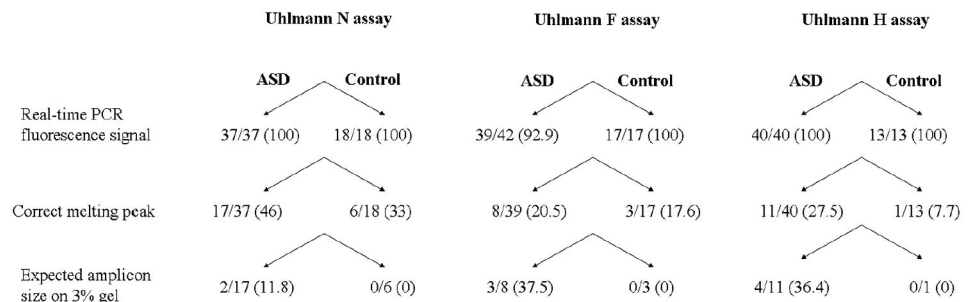 Uhlmann N assay Uhlmann F assay Uhlmann H assay
ASD Control ASD Control ASD Control
Real-time PCR
fluorescence signal 37/37 (100) 18/18 (100) 39/42 (92.9) 17/17 (100) 40/40 (100) 13/13 (100)
Correct melting peak 17/37 (46) 6/18 (33) 8/39 (20.5) 3/17 (17.6) 11/40 (27.5) 1/13 (7.7)
Expected amplicon
size on 3% gel 2/17 (11.8) 0/6 (0) 3/8 (37.5) 0/3 (0) 4/11 (36.4) 0/1 (0)